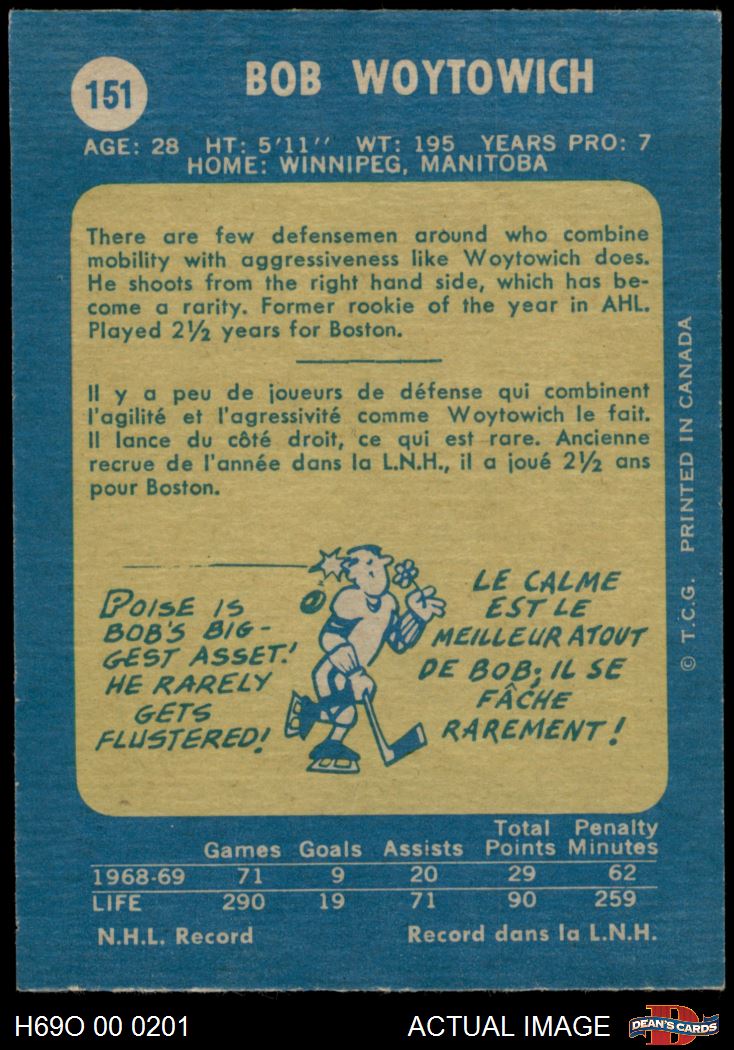 151
BOB WOYTOWICH
AGE: 28 HT: 5'11'' WT: 195 YEARS PRO: 7
HOME: WINNIPEG, MANITOBA
There are few defensemen around who combine
mobility with aggressiveness like Woytowich does.
He shoots from the right hand side, which has be-
come a rarity. Former rookie of the year in AHL.
Played 2½ years for Boston.
Il y a peu de joueurs de défense qui combinent
l'agilité et l'agressivité comme Woytowich le fait.
Il lance du côté droit, ce qui est rare. Ancienne
recrue de l'année dans la L.N.H., il a joué 2½ ans
pour Boston.
POISE IS
BOB'S BIG-
GEST ASSET!
HE RARELY
GETS
FLUSTERED!
LE CALME
EST LE
MEILLEUR ATOUT
DE BOB; IL SE
FÂCHE
RAREMENT!
© T.C.G. PRINTED IN CANADA
Games Goals Assists Total Points Penalty Minutes
1968-69 71 9 20 29 62
LIFE 290 19 71 90 259
N.H.L. Record Record dans la L.N.H.
H69O 00 0201 ACTUAL IMAGE
D
DEAN'S CARDS